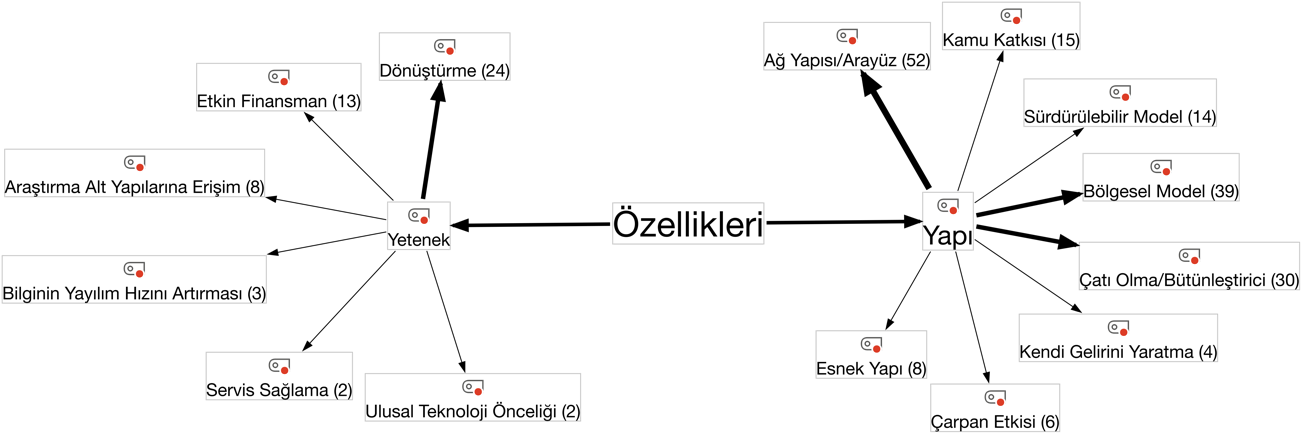 Kamu Katkısı (15)
Ağ Yapısı/Arayüz (52)
Dönüştürme (24)
Etkin Finansman (13)
Sürdürülebilir Model (14)
Araştırma Alt Yapılarına Erişim (8)
Bölgesel Model (39)
Özellikleri
Yetenek
Yapı
Bilginin Yayılım Hızını Artırması (3)
Çatı Olma/Bütünleştirici (30)
Kendi Gelirini Yaratma (4)
Esnek Yapı (8)
Servis Sağlama (2)
Ulusal Teknoloji Önceliği (2)
Çarpan Etkisi (6)